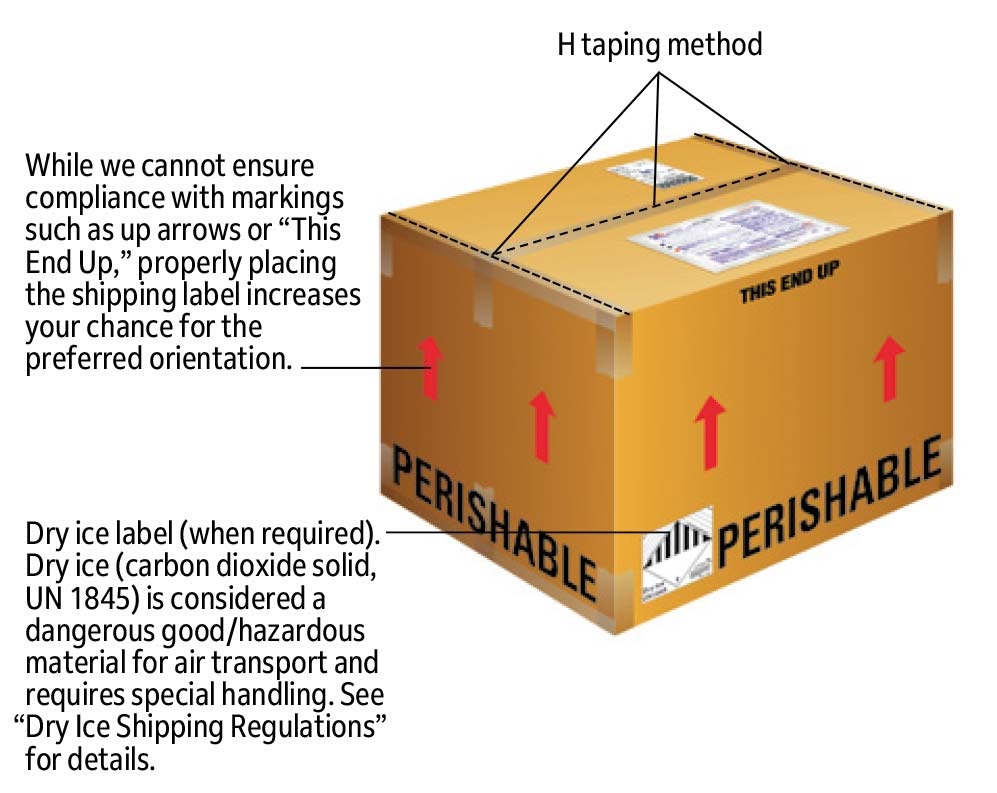 H taping method
While we cannot ensure
compliance with markings
such as up arrows or “This
End Up,” properly placing
the shipping label increases
your chance for the
preferred orientation.
THIS END UP
PERISHABLE
PERISHABLE
Dry ice label (when required).
Dry ice (carbon dioxide solid,
UN 1845) is considered a
dangerous good/hazardous
material for air transport and
requires special handling. See
“Dry Ice Shipping Regulations”
for details.